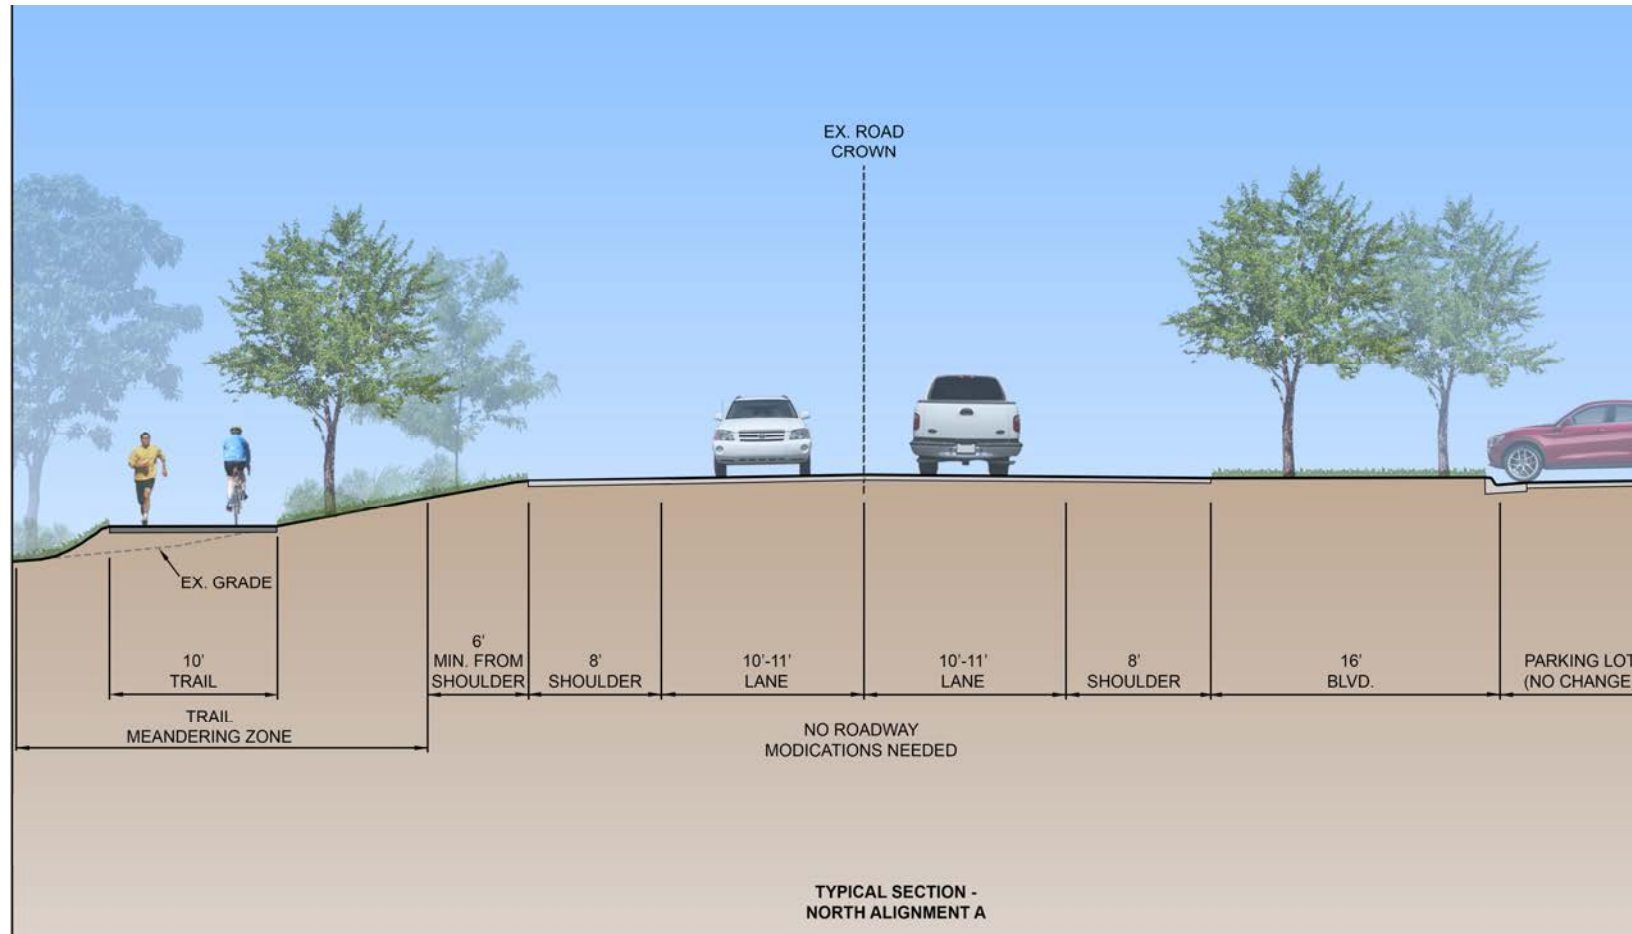 EX. ROAD
CROWN
EX. GRADE
10'
TRAIL
6'
MIN. FROM
SHOULDER
8'
SHOULDER
10'-11'
LANE
10'-11'
LANE
8'
SHOULDER
16'
BLVD.
PARKING LOT
(NO CHANGE
TRAIL
MEANDERING ZONE
NO ROADWAY
MODICATIONS NEEDED
TYPICAL SECTION -
NORTH ALIGNMENT A